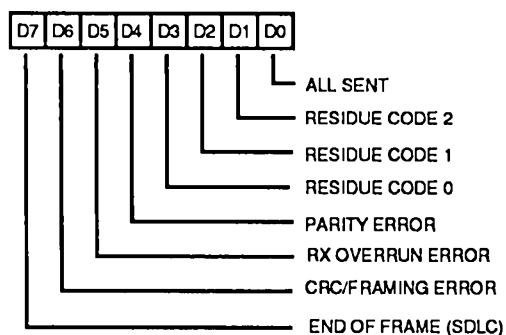 D7 D6 D5 D4 D3 D2 D1 D0
ALL SENT
RESIDUE CODE 2
RESIDUE CODE 1
RESIDUE CODE 0
PARITY ERROR
RX OVERRUN ERROR
CRC/FRAMING ERROR
END OF FRAME (SDLC)